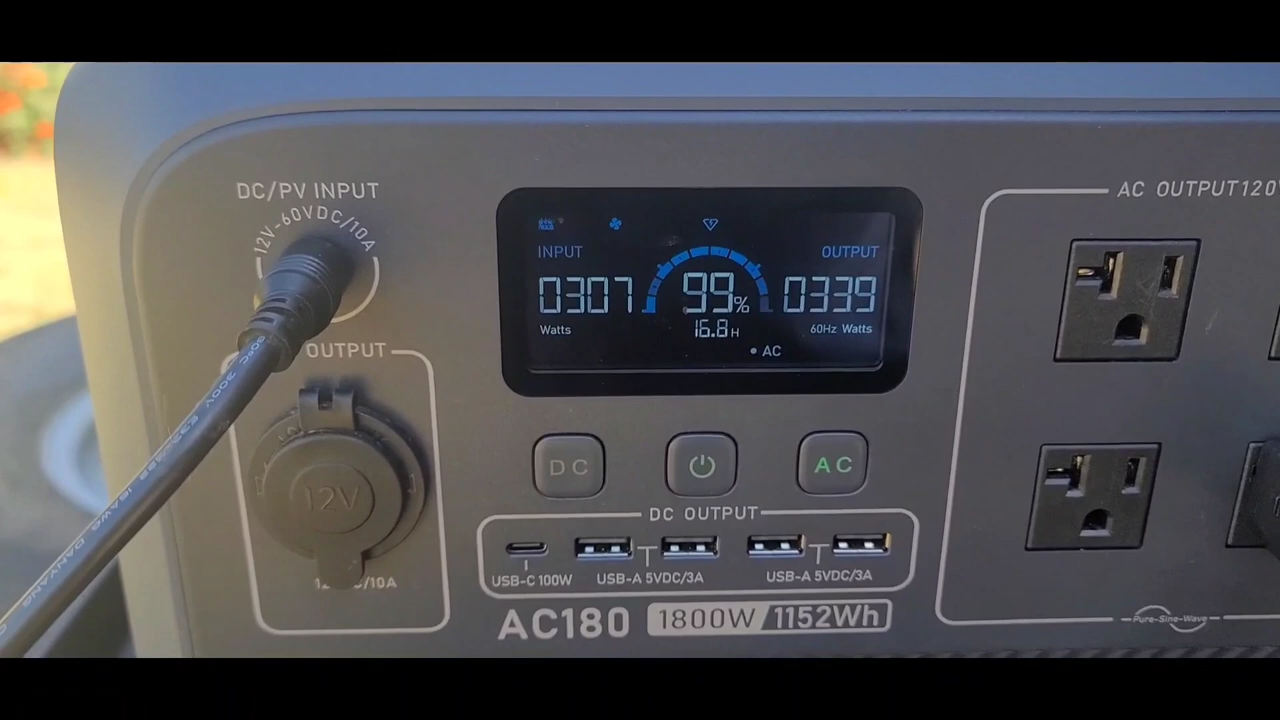 DC/PV INPUT
12V-60VDC/10A
OUTPUT
12V
/10A
INPUT
OUTPUT
0307
99%
0339
Watts
16.8H
60Hz Watts
AC
DC
AC
DC OUTPUT
USB-C 100W
USB-A 5VDC/3A
USB-A 5VDC/3A
AC180
1800W/1152Wh
AC OUTPUT120V
Pure-Sine-Wave
300V